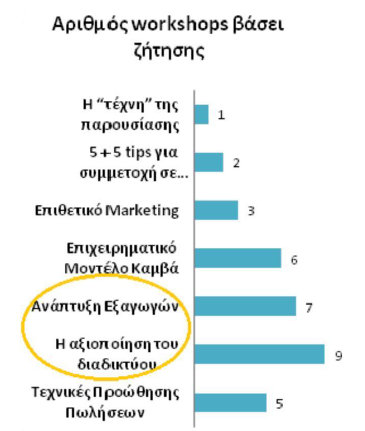 Αριθμός workshops βάσει
ζήτησης
Η “τέχνη” της
παρουσίασης
1
5+5 tips για
συμμετοχή σε...
2
Επιθετικό Marketing
3
Επιχειρηματικό
Μοντέλο Καμβά
6
Ανάπτυξη Εξαγωγών
7
Η αξιοποίηση του
διαδικτύου
9
Τεχνικές Προώθησης
Πωλήσεων
5